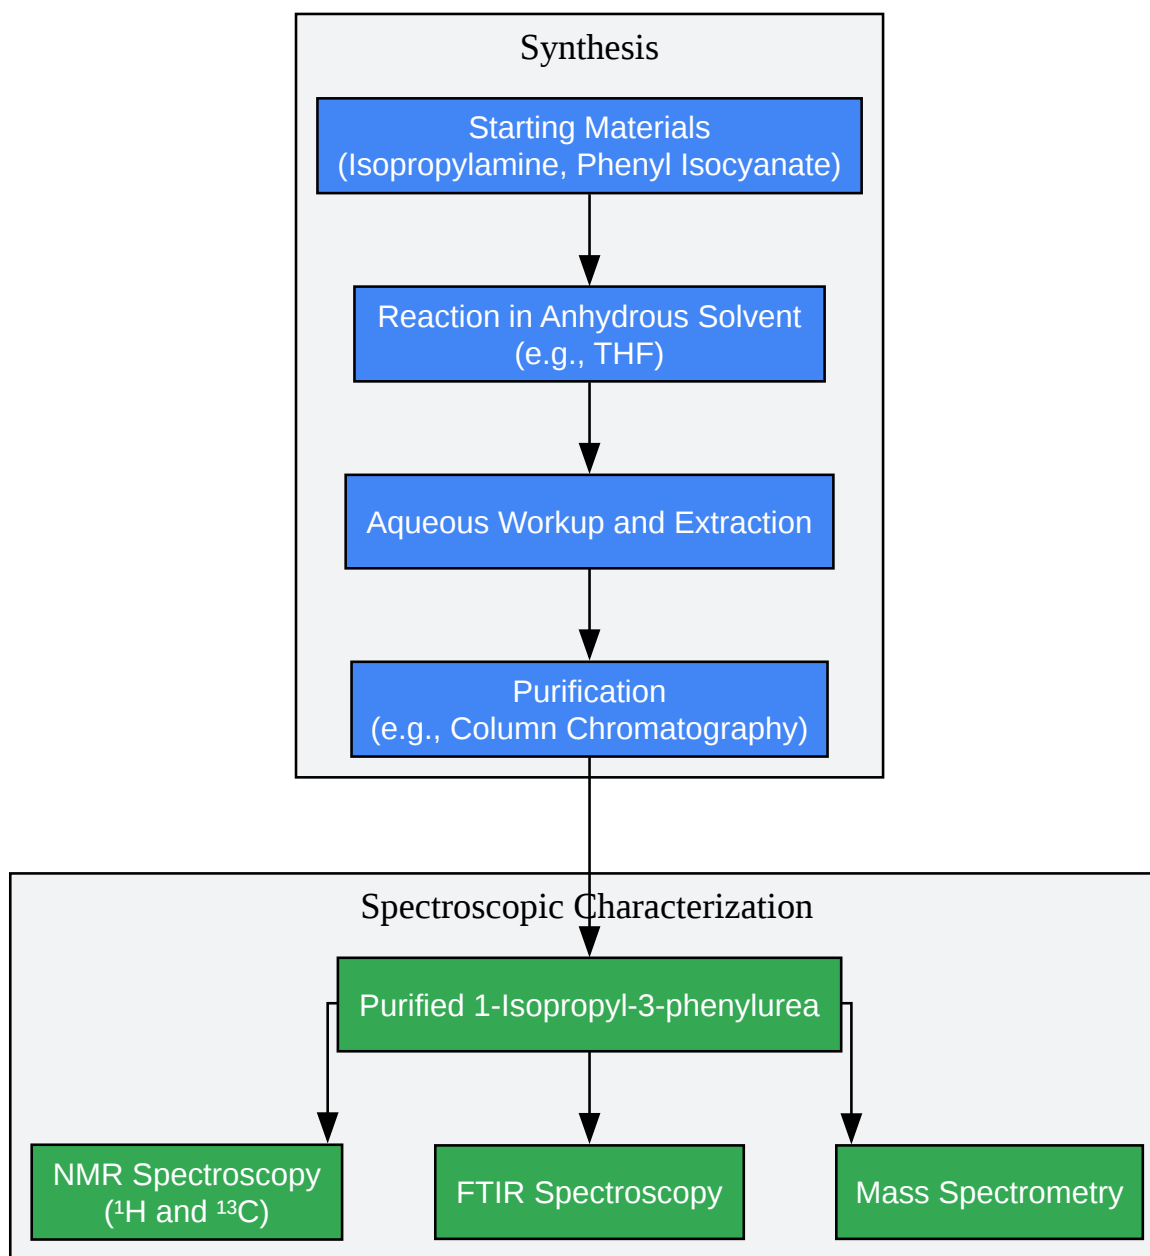 Synthesis
Starting Materials
(Isopropylamine, Phenyl Isocyanate)
Reaction in Anhydrous Solvent
(e.g., THF)
Aqueous Workup and Extraction
Purification
(e.g., Column Chromatography)
Spectroscopic Characterization
Purified 1-Isopropyl-3-phenylurea
NMR Spectroscopy
(¹H and ¹³C)
FTIR Spectroscopy
Mass Spectrometry